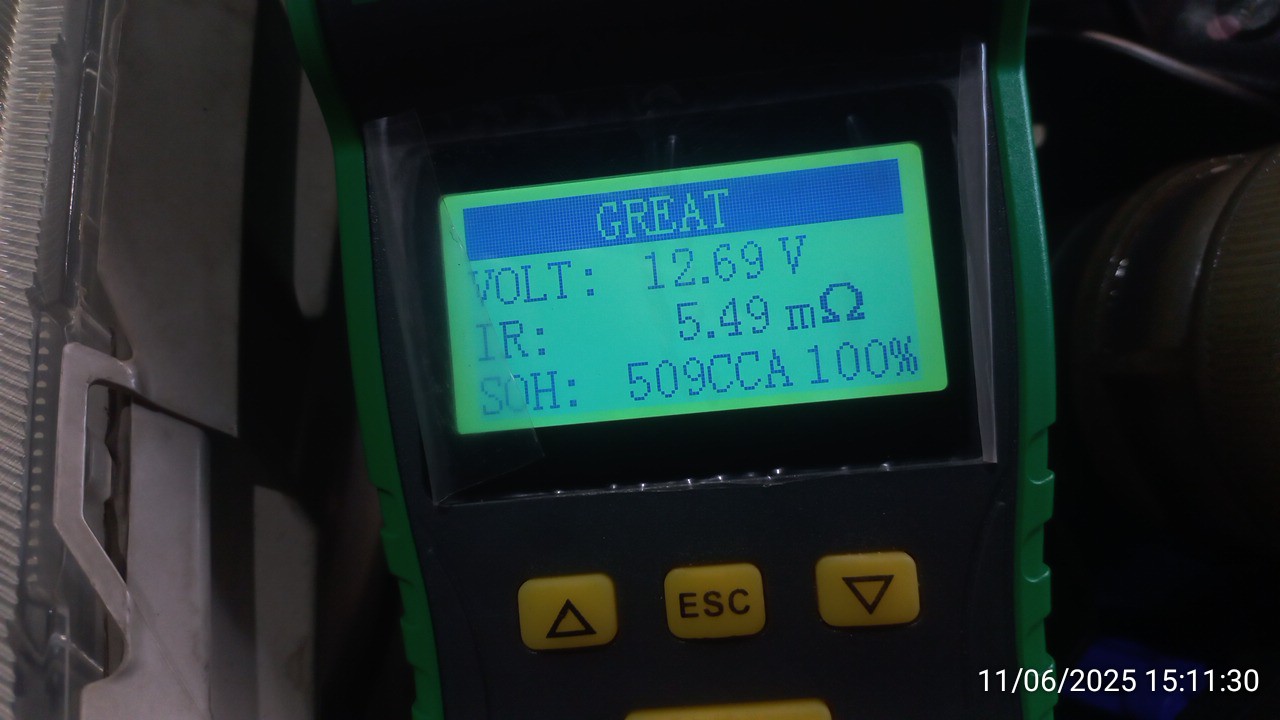 GREAT
VOLT: 12.69 V
IR: 5.49 mΩ
SOH: 509CCA 100%
ESC
11/06/2025 15:11:30